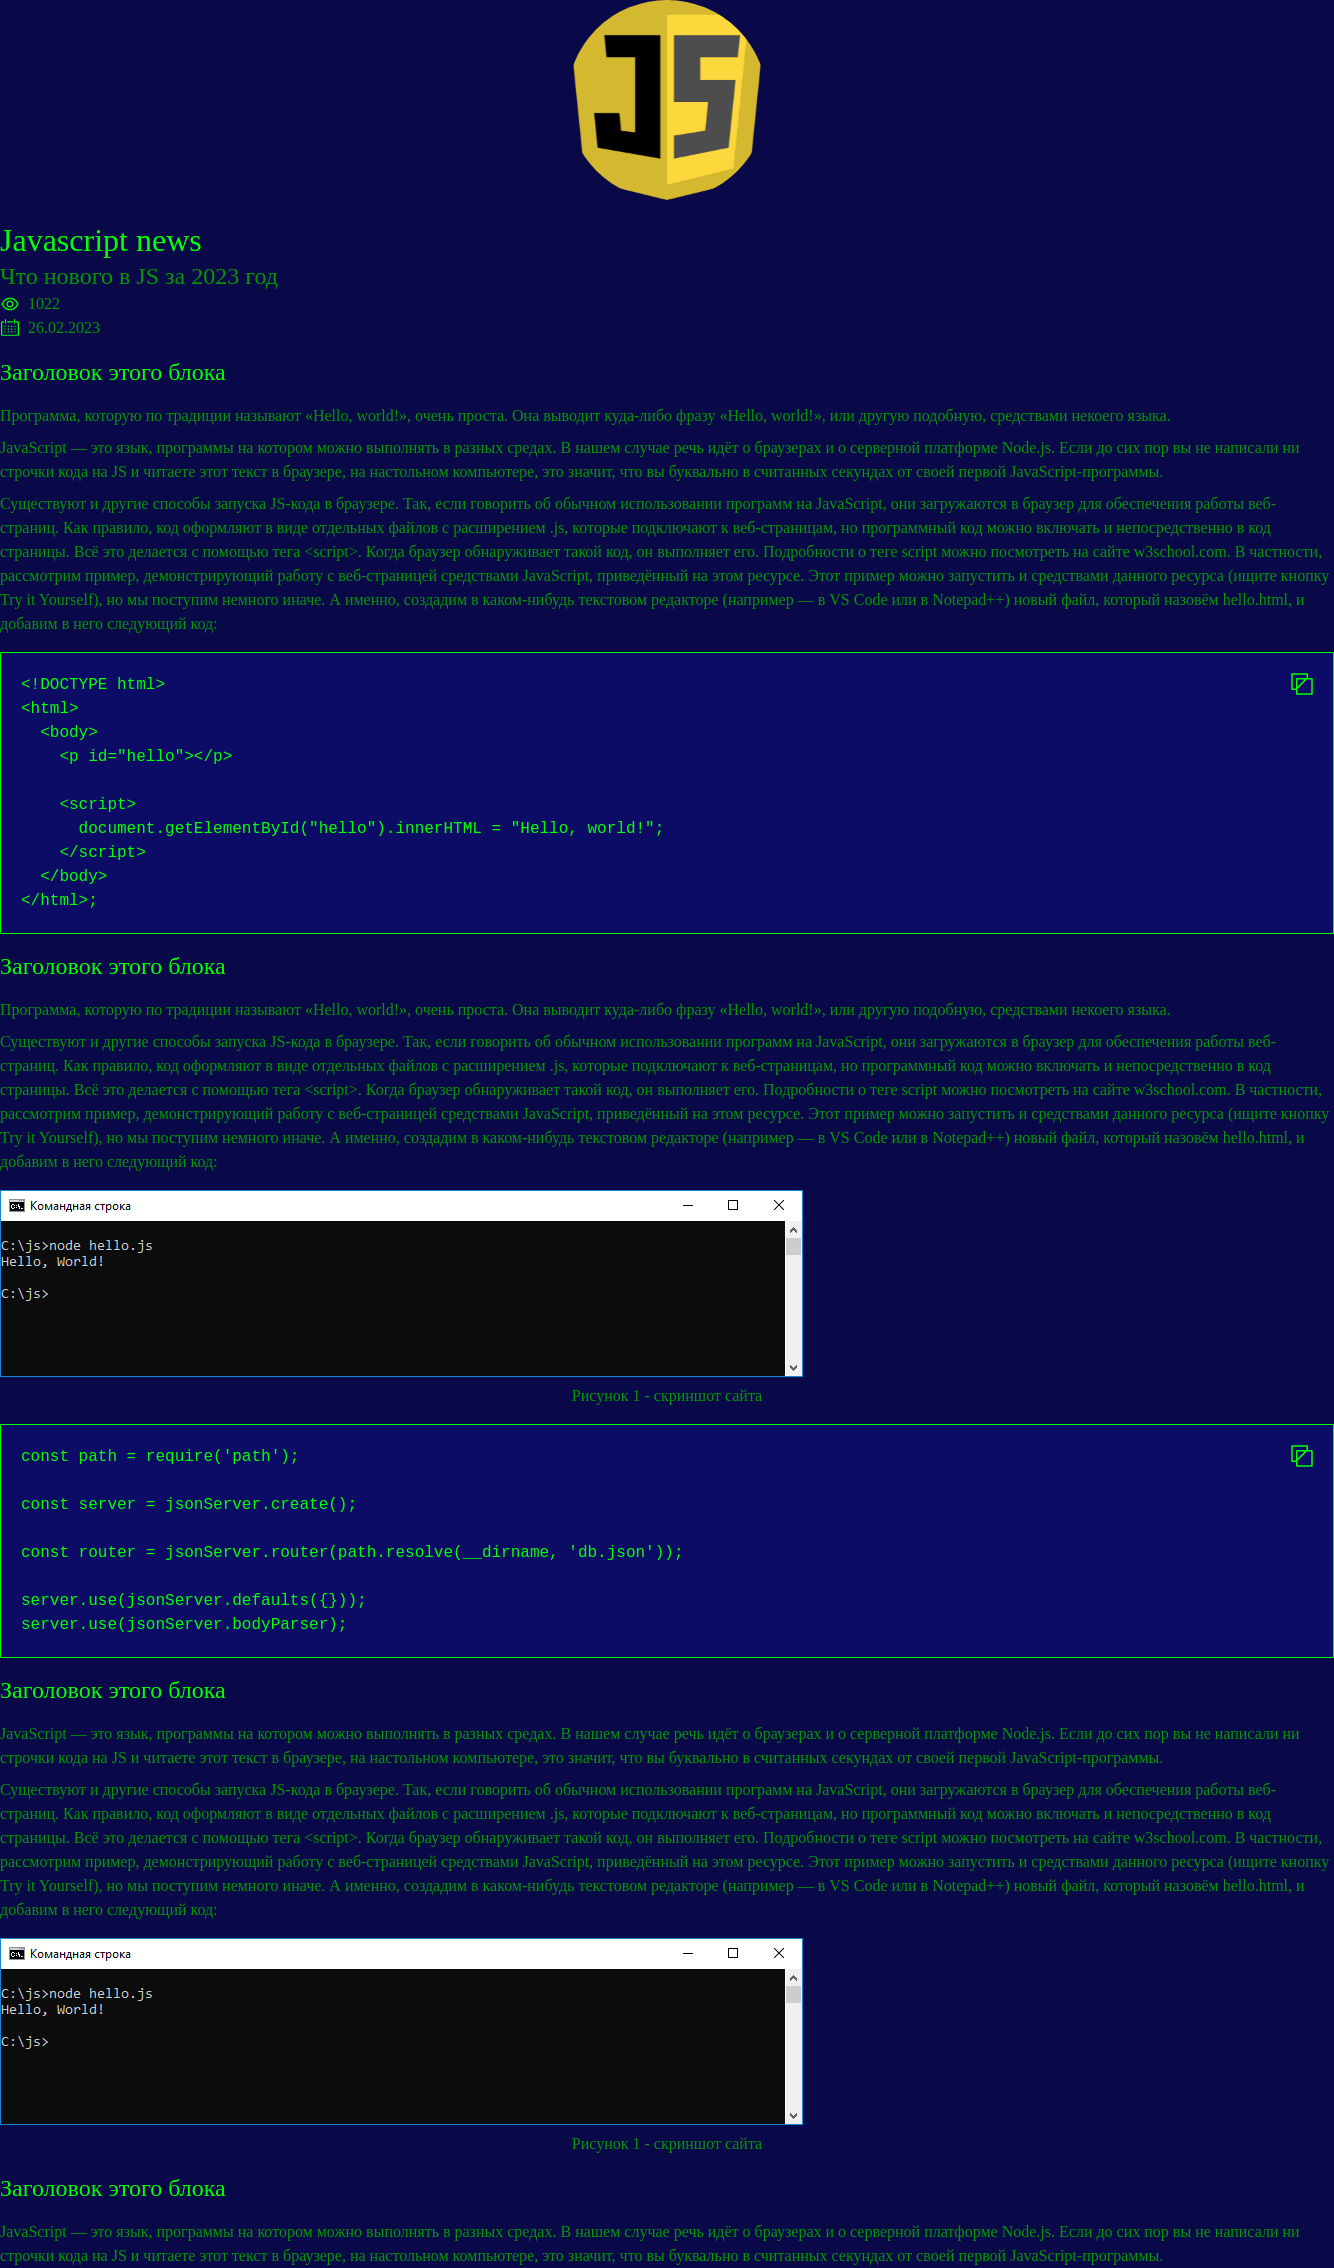 JS
Javascript news
Что нового в JS за 2023 год
1022
26.02.2023
Заголовок этого блока
Программа, которую по традиции называют «Hello, world!», очень проста. Она выводит куда-либо фразу «Hello, world!», или другую подобную, средствами некоего языка.
JavaScript — это язык, программы на котором можно выполнять в разных средах. В нашем случае речь идёт о браузерах и о серверной платформе Node.js. Если до сих пор вы не написали ни
строчки кода на JS и читаете этот текст в браузере, на настольном компьютере, это значит, что вы буквально в считанных секундах от своей первой JavaScript-программы.
Существуют и другие способы запуска JS-кода в браузере. Так, если говорить об обычном использовании программ на JavaScript, они загружаются в браузер для обеспечения работы веб-
страниц. Как правило, код оформляют в виде отдельных файлов с расширением .js, которые подключают к веб-страницам, но программный код можно включать и непосредственно в код
страницы. Всё это делается с помощью тега <script>. Когда браузер обнаруживает такой код, он выполняет его. Подробности о теге script можно посмотреть на сайте w3school.com. В частности,
рассмотрим пример, демонстрирующий работу с веб-страницей средствами JavaScript, приведённый на этом ресурсе. Этот пример можно запустить и средствами данного ресурса (ищите кнопку
Try it Yourself), но мы поступим немного иначе. А именно, создадим в каком-нибудь текстовом редакторе (например — в VS Code или в Notepad++) новый файл, который назовём hello.html, и
добавим в него следующий код:
<!DOCTYPE html>
<html>
  <body>
    <p id="hello"></p>

    <script>
      document.getElementById("hello").innerHTML = "Hello, world!";
    </script>
  </body>
</html>;
Заголовок этого блока
Программа, которую по традиции называют «Hello, world!», очень проста. Она выводит куда-либо фразу «Hello, world!», или другую подобную, средствами некоего языка.
Существуют и другие способы запуска JS-кода в браузере. Так, если говорить об обычном использовании программ на JavaScript, они загружаются в браузер для обеспечения работы веб-
страниц. Как правило, код оформляют в виде отдельных файлов с расширением .js, которые подключают к веб-страницам, но программный код можно включать и непосредственно в код
страницы. Всё это делается с помощью тега <script>. Когда браузер обнаруживает такой код, он выполняет его. Подробности о теге script можно посмотреть на сайте w3school.com. В частности,
рассмотрим пример, демонстрирующий работу с веб-страницей средствами JavaScript, приведённый на этом ресурсе. Этот пример можно запустить и средствами данного ресурса (ищите кнопку
Try it Yourself), но мы поступим немного иначе. А именно, создадим в каком-нибудь текстовом редакторе (например — в VS Code или в Notepad++) новый файл, который назовём hello.html, и
добавим в него следующий код:
Командная строка
C:\js>node hello.js
Hello, World!
C:\js>
Рисунок 1 - скриншот сайта
const path = require('path');

const server = jsonServer.create();

const router = jsonServer.router(path.resolve(__dirname, 'db.json'));

server.use(jsonServer.defaults({}));
server.use(jsonServer.bodyParser);
Заголовок этого блока
JavaScript — это язык, программы на котором можно выполнять в разных средах. В нашем случае речь идёт о браузерах и о серверной платформе Node.js. Если до сих пор вы не написали ни
строчки кода на JS и читаете этот текст в браузере, на настольном компьютере, это значит, что вы буквально в считанных секундах от своей первой JavaScript-программы.
Существуют и другие способы запуска JS-кода в браузере. Так, если говорить об обычном использовании программ на JavaScript, они загружаются в браузер для обеспечения работы веб-
страниц. Как правило, код оформляют в виде отдельных файлов с расширением .js, которые подключают к веб-страницам, но программный код можно включать и непосредственно в код
страницы. Всё это делается с помощью тега <script>. Когда браузер обнаруживает такой код, он выполняет его. Подробности о теге script можно посмотреть на сайте w3school.com. В частности,
рассмотрим пример, демонстрирующий работу с веб-страницей средствами JavaScript, приведённый на этом ресурсе. Этот пример можно запустить и средствами данного ресурса (ищите кнопку
Try it Yourself), но мы поступим немного иначе. А именно, создадим в каком-нибудь текстовом редакторе (например — в VS Code или в Notepad++) новый файл, который назовём hello.html, и
добавим в него следующий код:
Командная строка
C:\js>node hello.js
Hello, World!
C:\js>
Рисунок 1 - скриншот сайта
Заголовок этого блока
JavaScript — это язык, программы на котором можно выполнять в разных средах. В нашем случае речь идёт о браузерах и о серверной платформе Node.js. Если до сих пор вы не написали ни
строчки кода на JS и читаете этот текст в браузере, на настольном компьютере, это значит, что вы буквально в считанных секундах от своей первой JavaScript-программы.